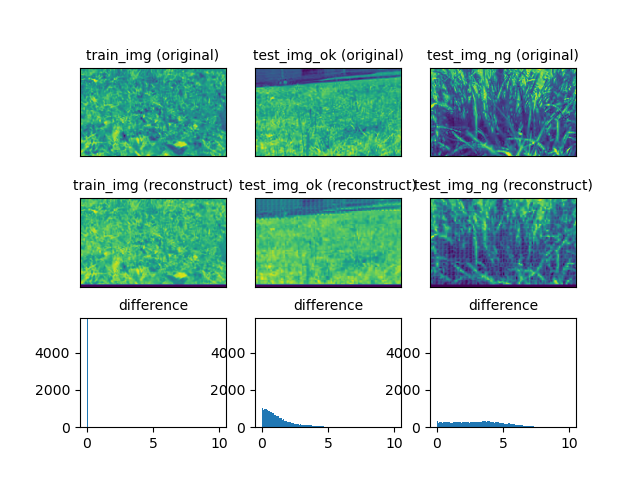 train_img (original) test_img_ok (original) test_img_ng (original)
train_img (reconstruct) test_img_ok (reconstruct) test_img_ng (reconstruct)
difference difference difference
4000 4000 4000
2000 2000 2000
0 0 0
0 5 10 0 5 10 0 5 10